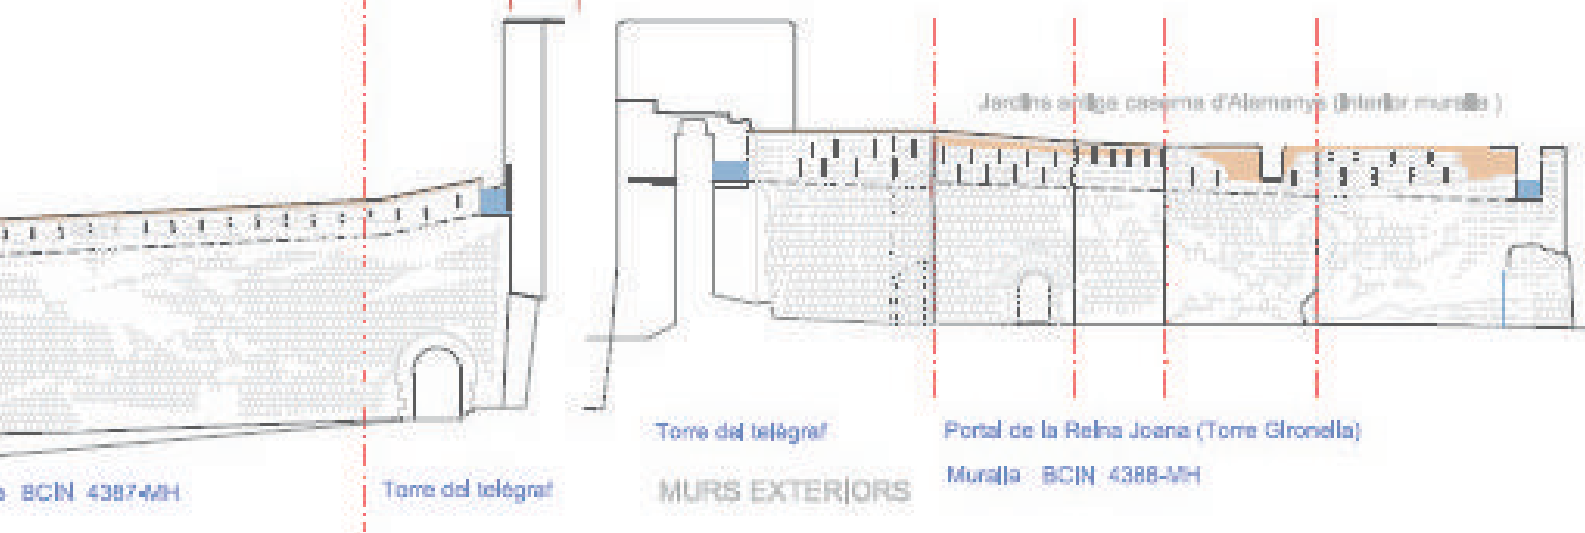 Jardins antiga caserna d'Alemanys (Interior muralla)
Torre del telègraf
Portal de la Reina Joana (Torre Gironella)
BCIN 4387-MH
Torre del telègraf
MURS EXTERIORS
Muralla BCIN 4388-MH